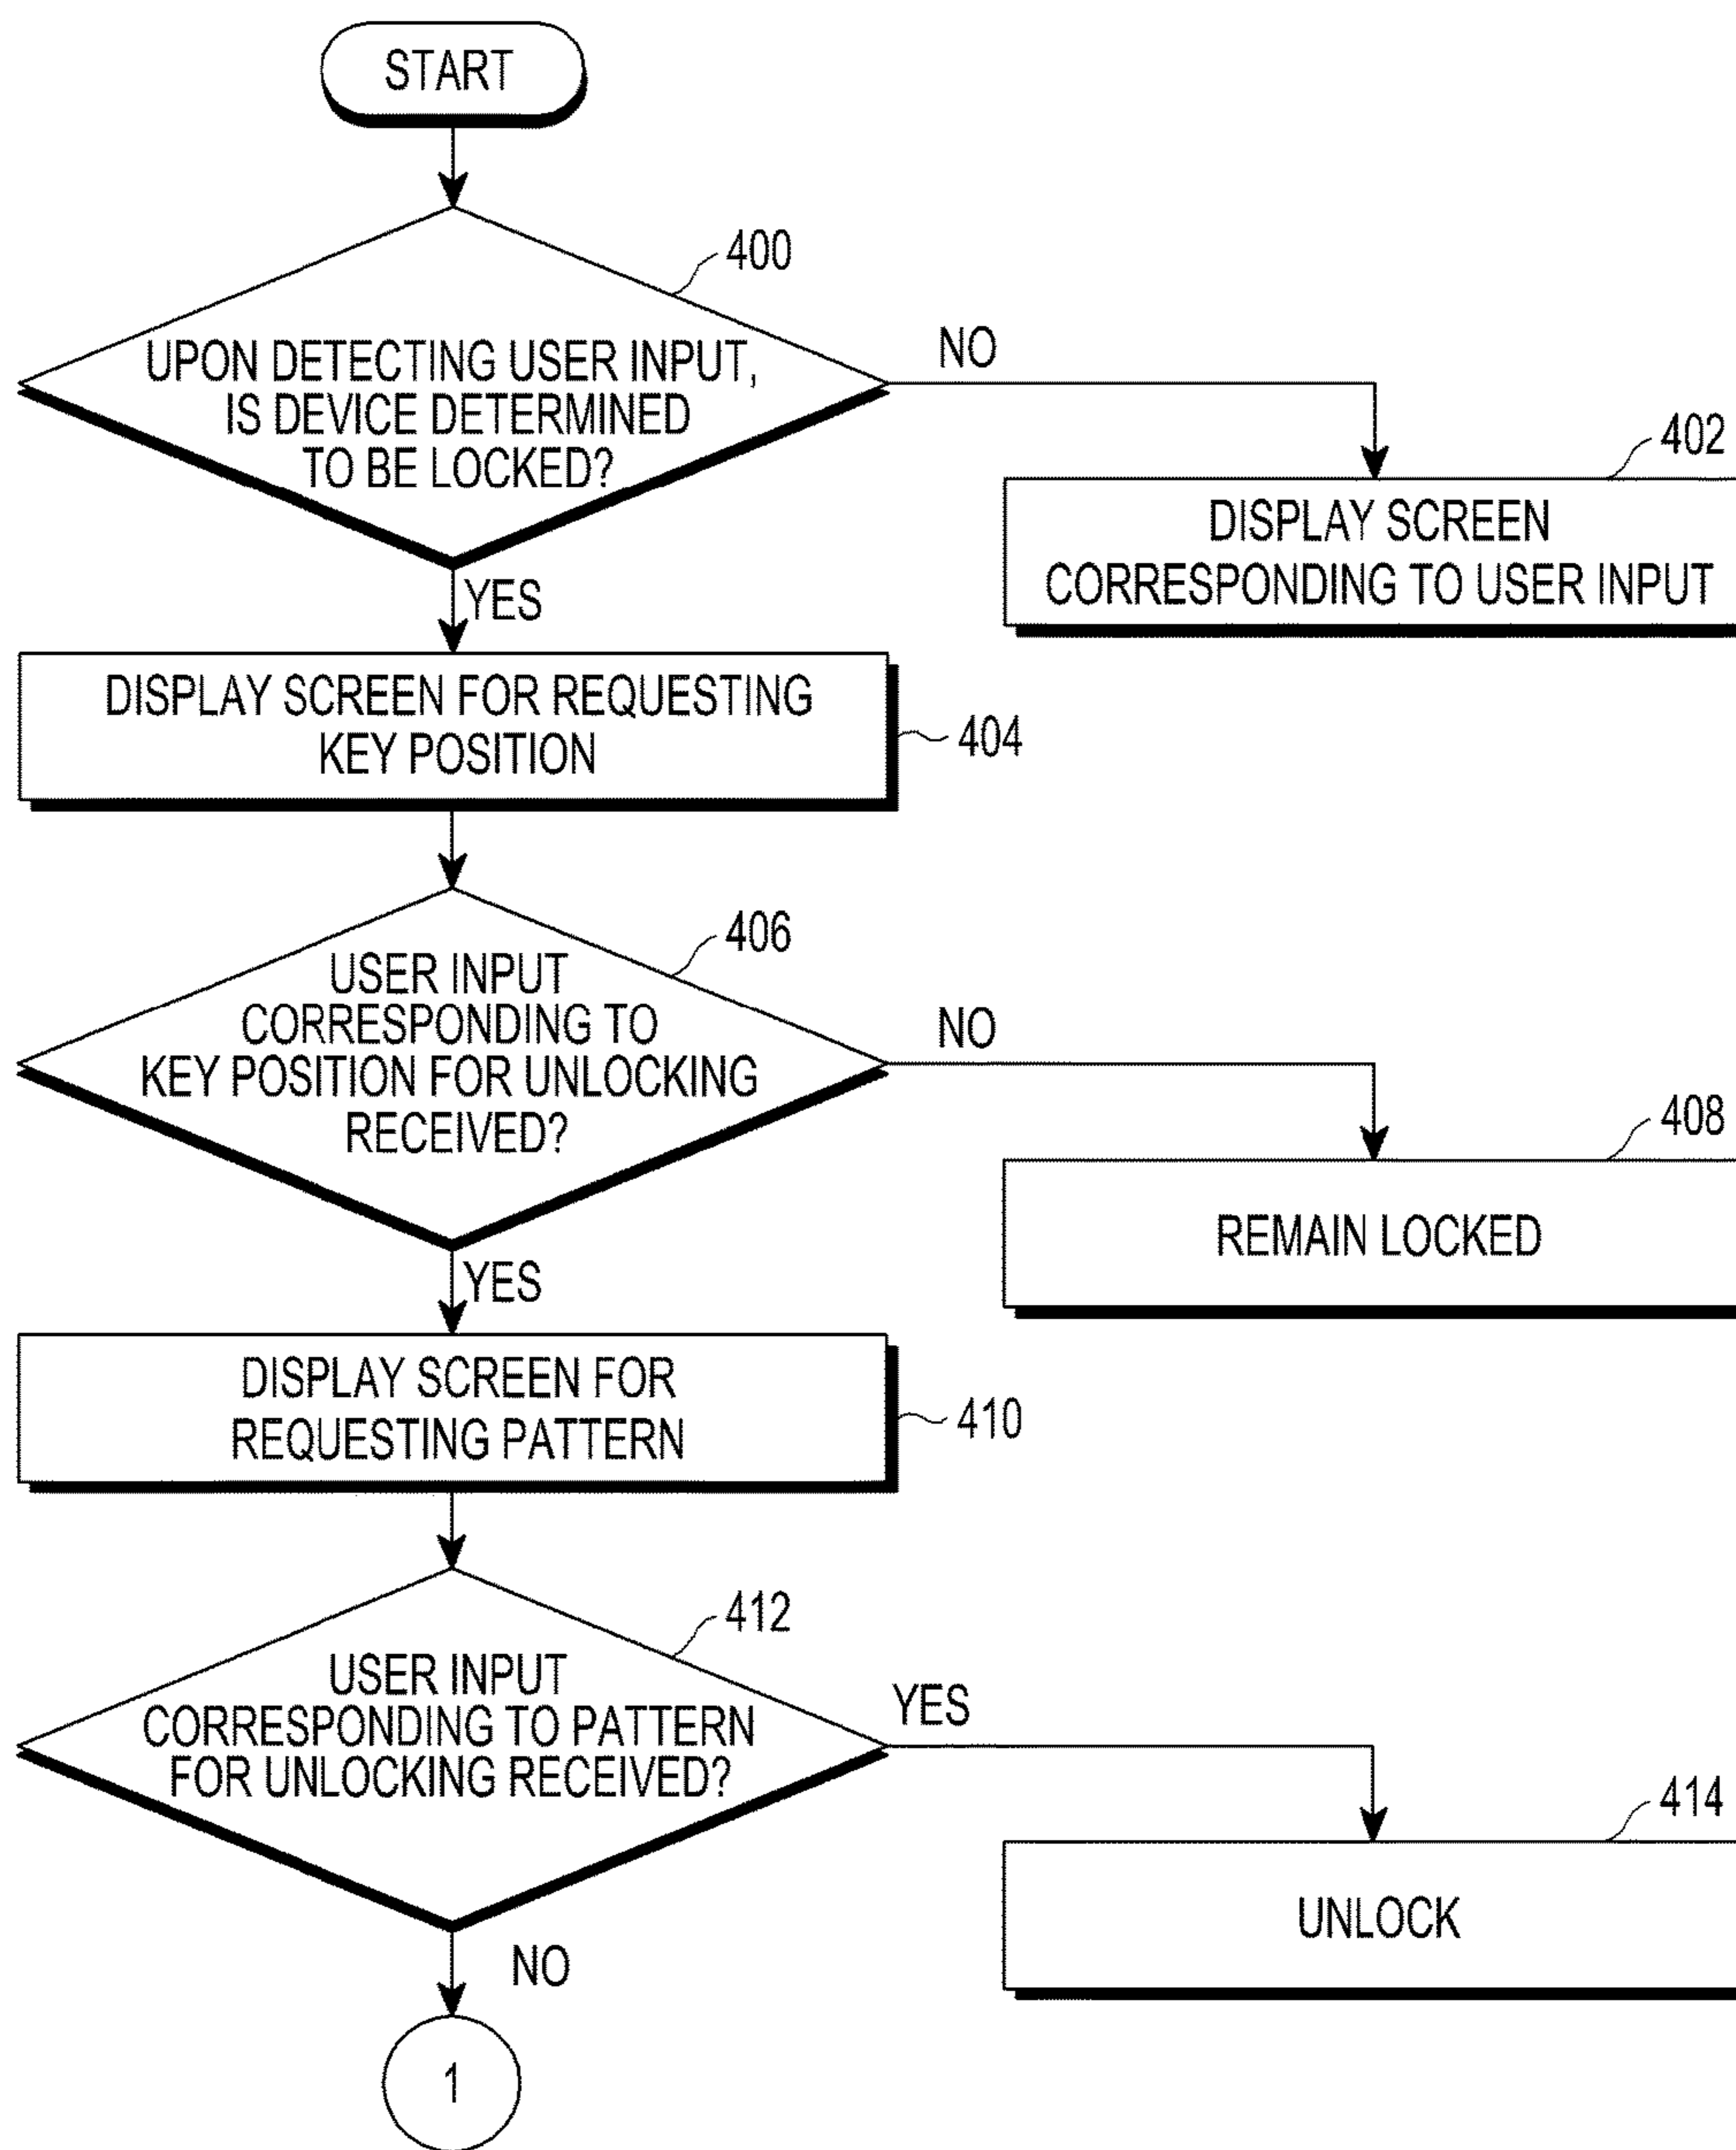 START
400
UPON DETECTING USER INPUT,
IS DEVICE DETERMINED
TO BE LOCKED?
NO
402
DISPLAY SCREEN
CORRESPONDING TO USER INPUT
YES
DISPLAY SCREEN FOR REQUESTING
KEY POSITION
404
406
USER INPUT
CORRESPONDING TO
KEY POSITION FOR UNLOCKING
RECEIVED?
NO
408
REMAIN LOCKED
YES
DISPLAY SCREEN FOR
REQUESTING PATTERN
410
412
USER INPUT
CORRESPONDING TO PATTERN
FOR UNLOCKING RECEIVED?
YES
414
UNLOCK
NO
1